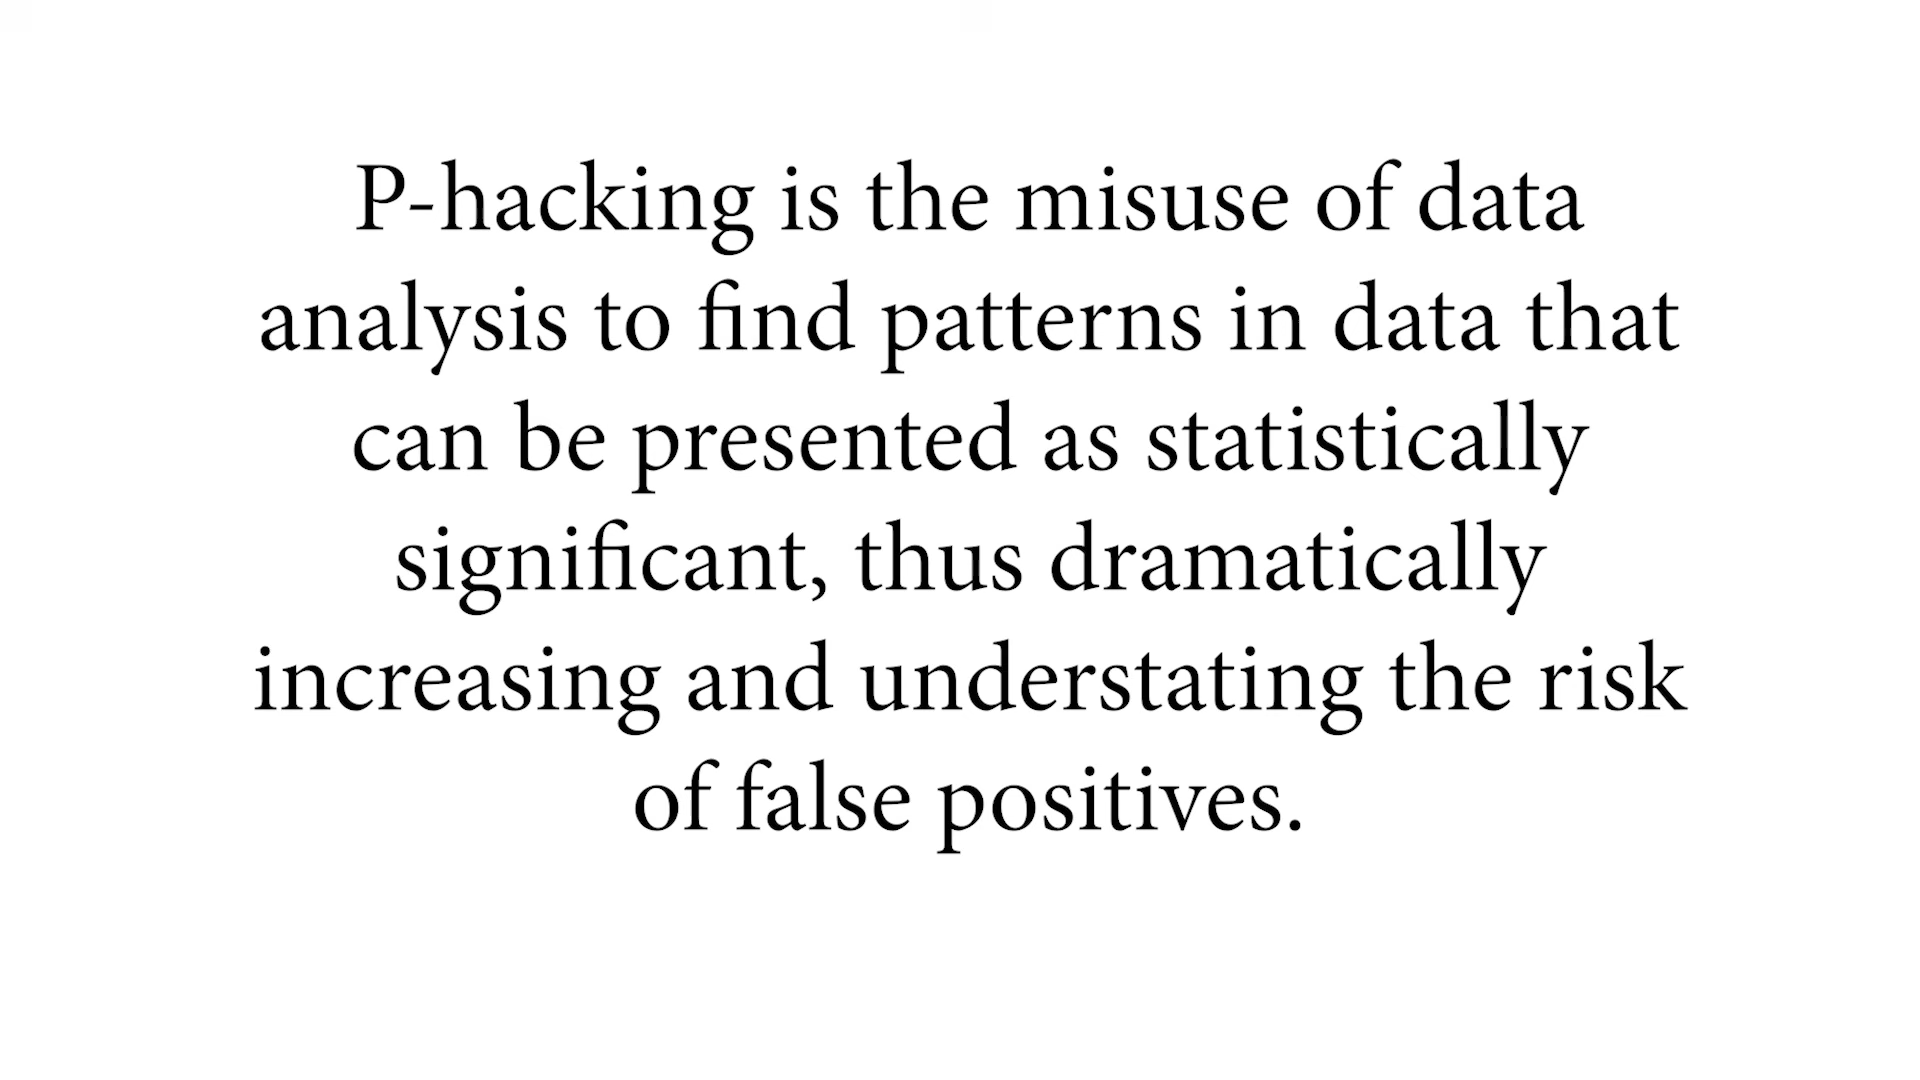 P-hacking is the misuse of data
analysis to find patterns in data that
can be presented as statistically
significant, thus dramatically
increasing and understating the risk
of false positives.